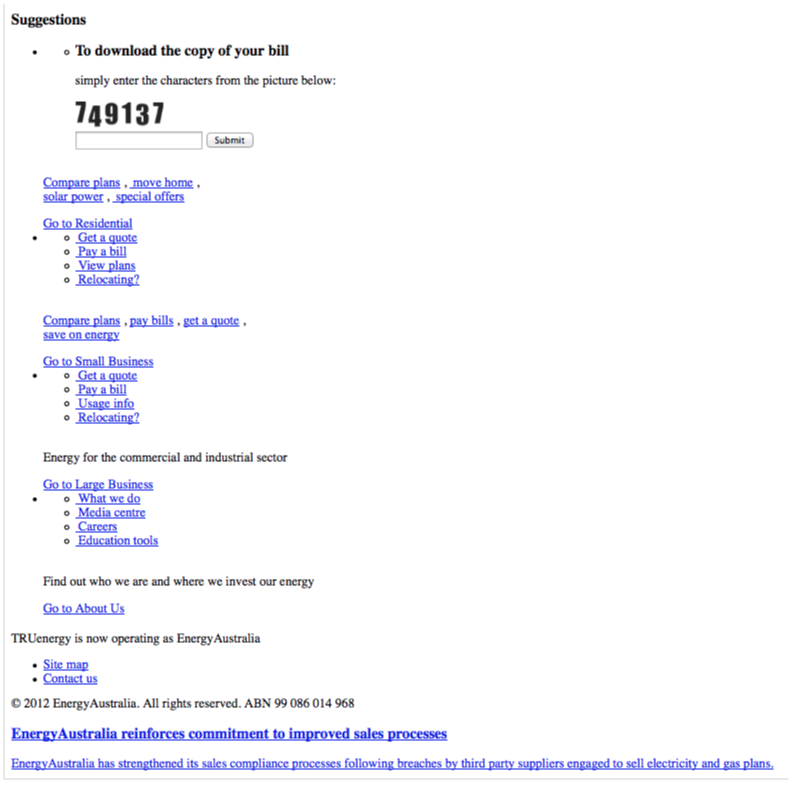 Suggestions
To download the copy of your bill
simply enter the characters from the picture below:
749137
Submit
Compare plans , move home ,
solar power , special offers
Go to Residential
Get a quote
Pay a bill
View plans
Relocating?
Compare plans , pay bills , get a quote ,
save on energy
Go to Small Business
Get a quote
Pay a bill
Usage info
Relocating?
Energy for the commercial and industrial sector
Go to Large Business
What we do
Media centre
Careers
Education tools
Find out who we are and where we invest our energy
Go to About Us
TRUenergy is now operating as EnergyAustralia
Site map
Contact us
© 2012 EnergyAustralia. All rights reserved. ABN 99 086 014 968
EnergyAustralia reinforces commitment to improved sales processes
EnergyAustralia has strengthened its sales compliance processes following breaches by third party suppliers engaged to sell electricity and gas plans.